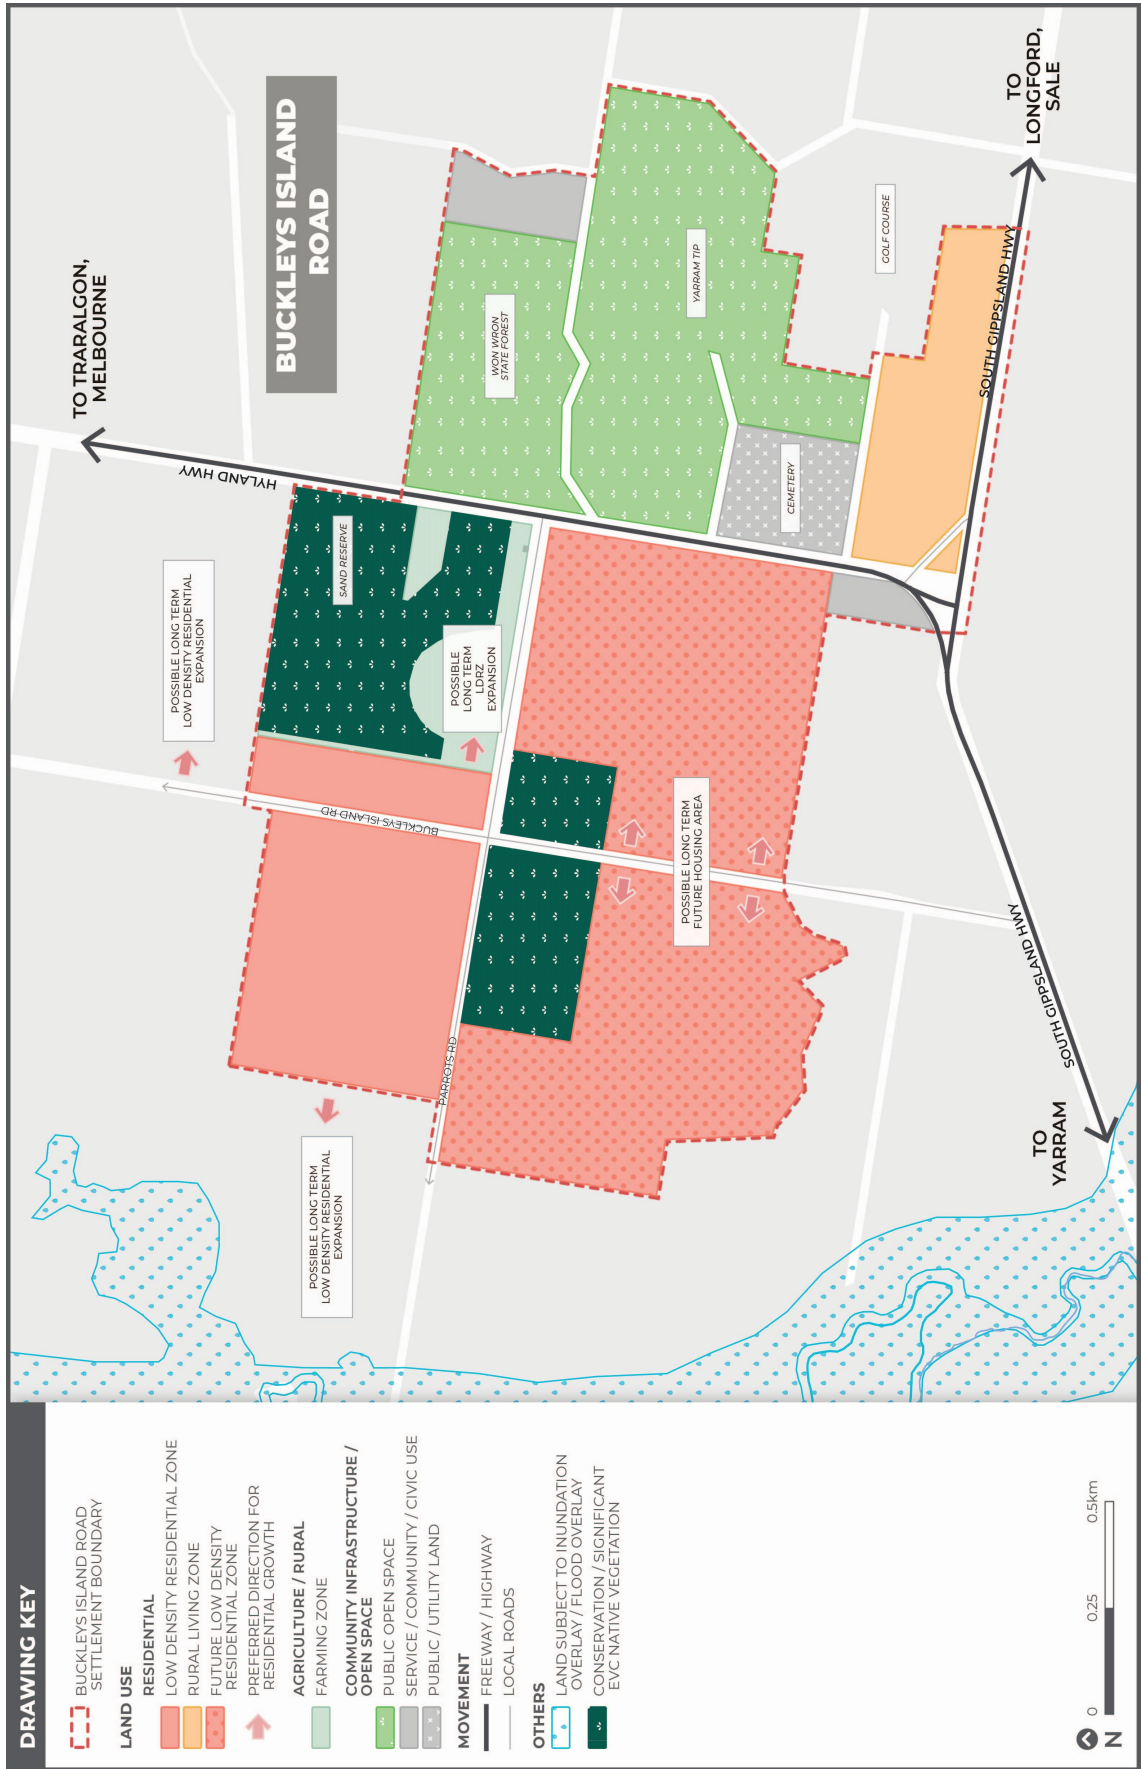 DRAWING KEY
BUCKLEYS ISLAND ROAD
SETTLEMENT BOUNDARY
LAND USE
RESIDENTIAL
LOW DENSITY RESIDENTIAL ZONE
RURAL LIVING ZONE
FUTURE LOW DENSITY
RESIDENTIAL ZONE
PREFERRED DIRECTION FOR
RESIDENTIAL GROWTH
AGRICULTURE / RURAL
FARMING ZONE
COMMUNITY INFRASTRUCTURE /
OPEN SPACE
PUBLIC OPEN SPACE
SERVICE / COMMUNITY / CIVIC USE
PUBLIC / UTILITY LAND
MOVEMENT
FREEWAY / HIGHWAY
LOCAL ROADS
OTHERS
LAND SUBJECT TO INUNDATION
OVERLAY / FLOOD OVERLAY
CONSERVATION / SIGNIFICANT
EVC NATIVE VEGETATION
N
0
0.25
0.5km
BUCKLEYS ISLAND
ROAD
TO TRARALGON,
MELBOURNE
HYLAND HWY
POSSIBLE LONG TERM
LOW DENSITY RESIDENTIAL
EXPANSION
POSSIBLE LONG TERM
LOW DENSITY RESIDENTIAL
EXPANSION
SAND RESERVE
WON WRON
STATE FOREST
BUCKLEYS ISLAND RD
POSSIBLE
LONG TERM
LDRZ
EXPANSION
PARROTS RD
YARRAM TIP
POSSIBLE LONG TERM
FUTURE HOUSING AREA
CEMETERY
GOLF COURSE
SOUTH GIPPSLAND HWY
TO
LONGFORD,
SALE
SOUTH GIPPSLAND HWY
TO
YARRAM